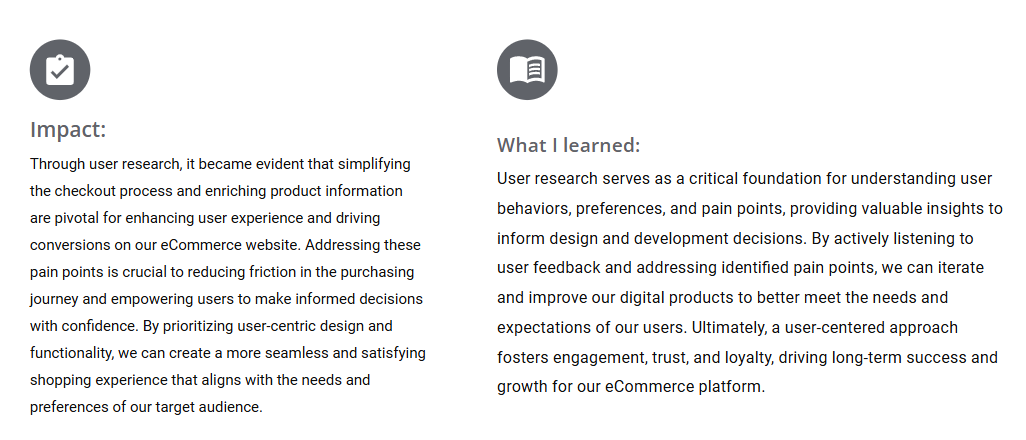 Impact:
Through user research, it became evident that simplifying
the checkout process and enriching product information
are pivotal for enhancing user experience and driving
conversions on our eCommerce website. Addressing these
pain points is crucial to reducing friction in the purchasing
journey and empowering users to make informed decisions
with confidence. By prioritizing user-centric design and
functionality, we can create a more seamless and satisfying
shopping experience that aligns with the needs and
preferences of our target audience.
What I learned:
User research serves as a critical foundation for understanding user
behaviors, preferences, and pain points, providing valuable insights to
inform design and development decisions. By actively listening to
user feedback and addressing identified pain points, we can iterate
and improve our digital products to better meet the needs and
expectations of our users. Ultimately, a user-centered approach
fosters engagement, trust, and loyalty, driving long-term success and
growth for our eCommerce platform.